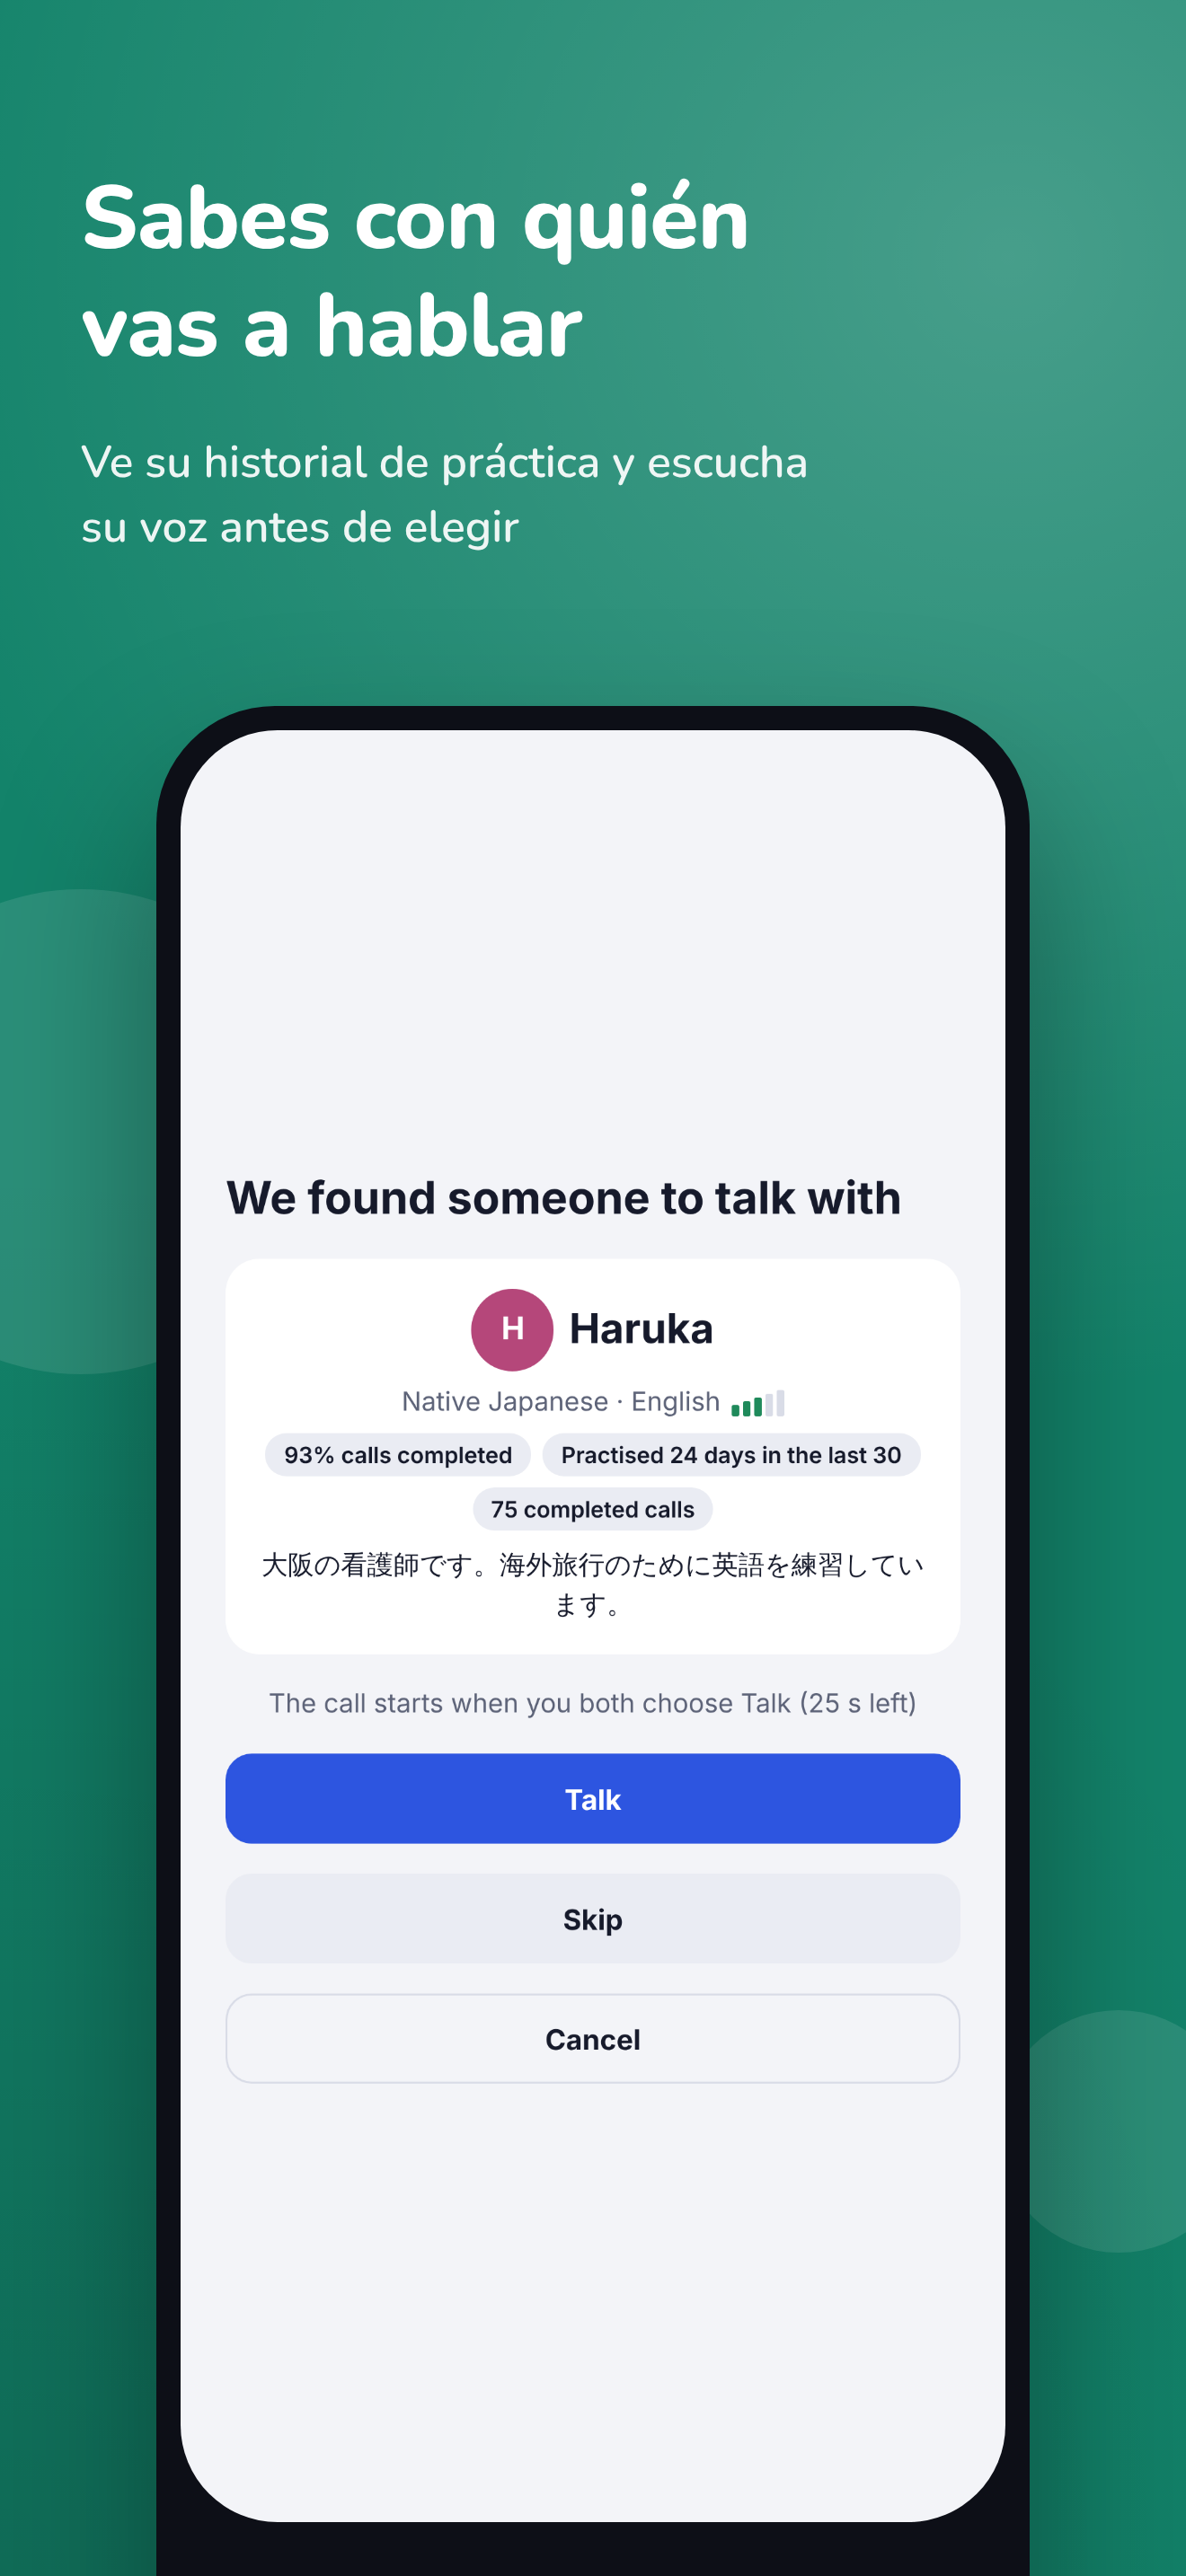 Sabes con quién
vas a hablar
Ve su historial de práctica y escucha
su voz antes de elegir
We found someone to talk with
H
Haruka
Native Japanese · English
93% calls completed
Practised 24 days in the last 30
75 completed calls
大阪の看護師です。海外旅行のために英語を練習してい
ます。
The call starts when you both choose Talk (25 s left)
Talk
Skip
Cancel